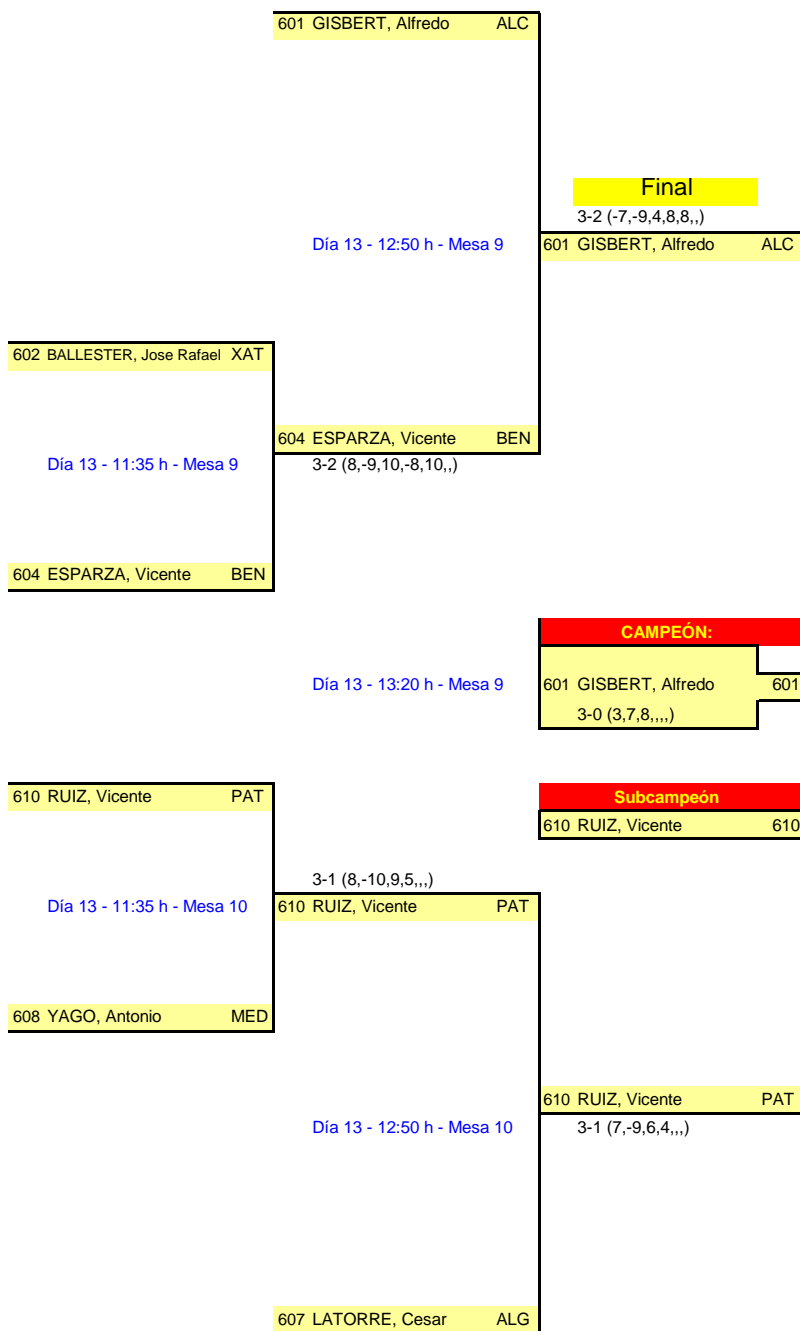 601 GISBERT, Alfredo ALC
Final
3-2 (-7,-9,4,8,8,,)
Día 13 - 12:50 h - Mesa 9
601 GISBERT, Alfredo ALC
602 BALLESTER, Jose Rafael XAT
604 ESPARZA, Vicente BEN
Día 13 - 11:35 h - Mesa 9
3-2 (8,-9,10,-8,10,,)
604 ESPARZA, Vicente BEN
CAMPEÓN:
Día 13 - 13:20 h - Mesa 9
601 GISBERT, Alfredo 601
3-0 (3,7,8,,,,)
610 RUIZ, Vicente PAT
Subcampeón
610 RUIZ, Vicente 610
3-1 (8,-10,9,5,,,)
Día 13 - 11:35 h - Mesa 10
610 RUIZ, Vicente PAT
608 YAGO, Antonio MED
610 RUIZ, Vicente PAT
Día 13 - 12:50 h - Mesa 10
3-1 (7,-9,6,4,,,)
607 LATORRE, Cesar ALG